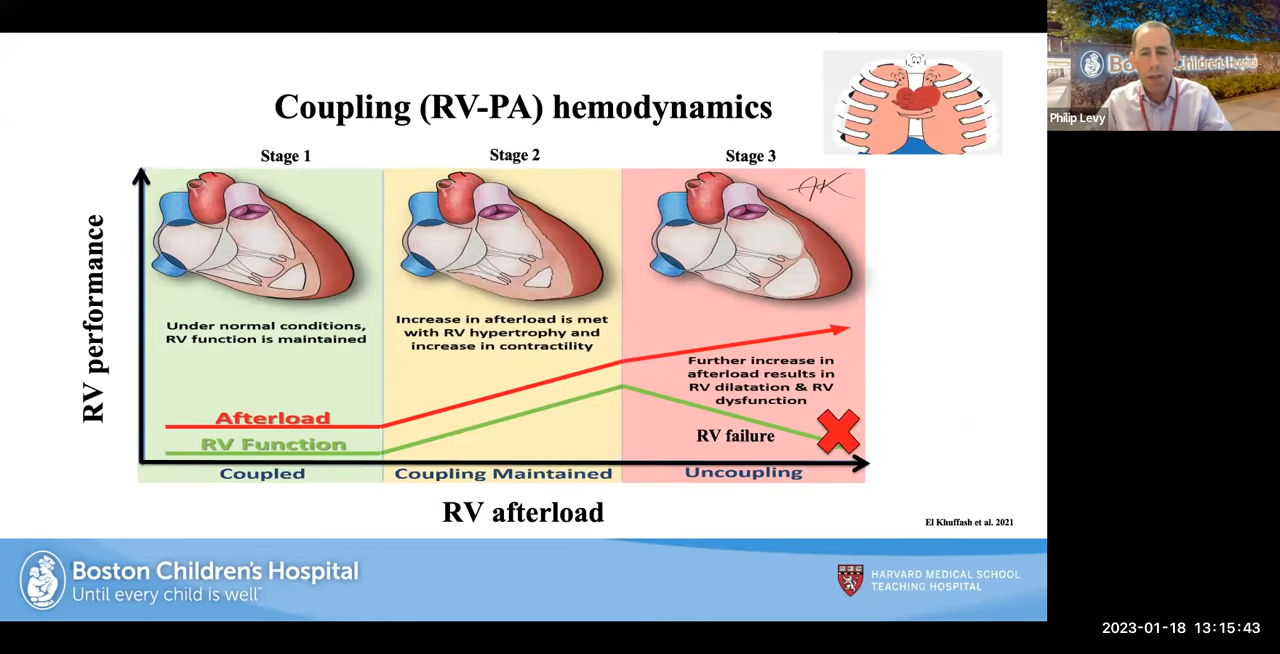 Coupling (RV-PA) hemodynamics
Stage 1
Stage 2
Stage 3
RV performance
Under normal conditions,
RV function is maintained
Increase in afterload is met
with RV hypertrophy and
increase in contractility
Further increase in
afterload results in
RV dilatation & RV
dysfunction
Afterload
RV Function
RV failure
Coupled
Coupling Maintained
Uncoupling
RV afterload
El Khuffash et al. 2021
Boston Children's Hospital
Until every child is well™
HARVARD MEDICAL SCHOOL
TEACHING HOSPITAL
Boston Children's Hospital
Philip Levy
2023-01-18 13:15:43